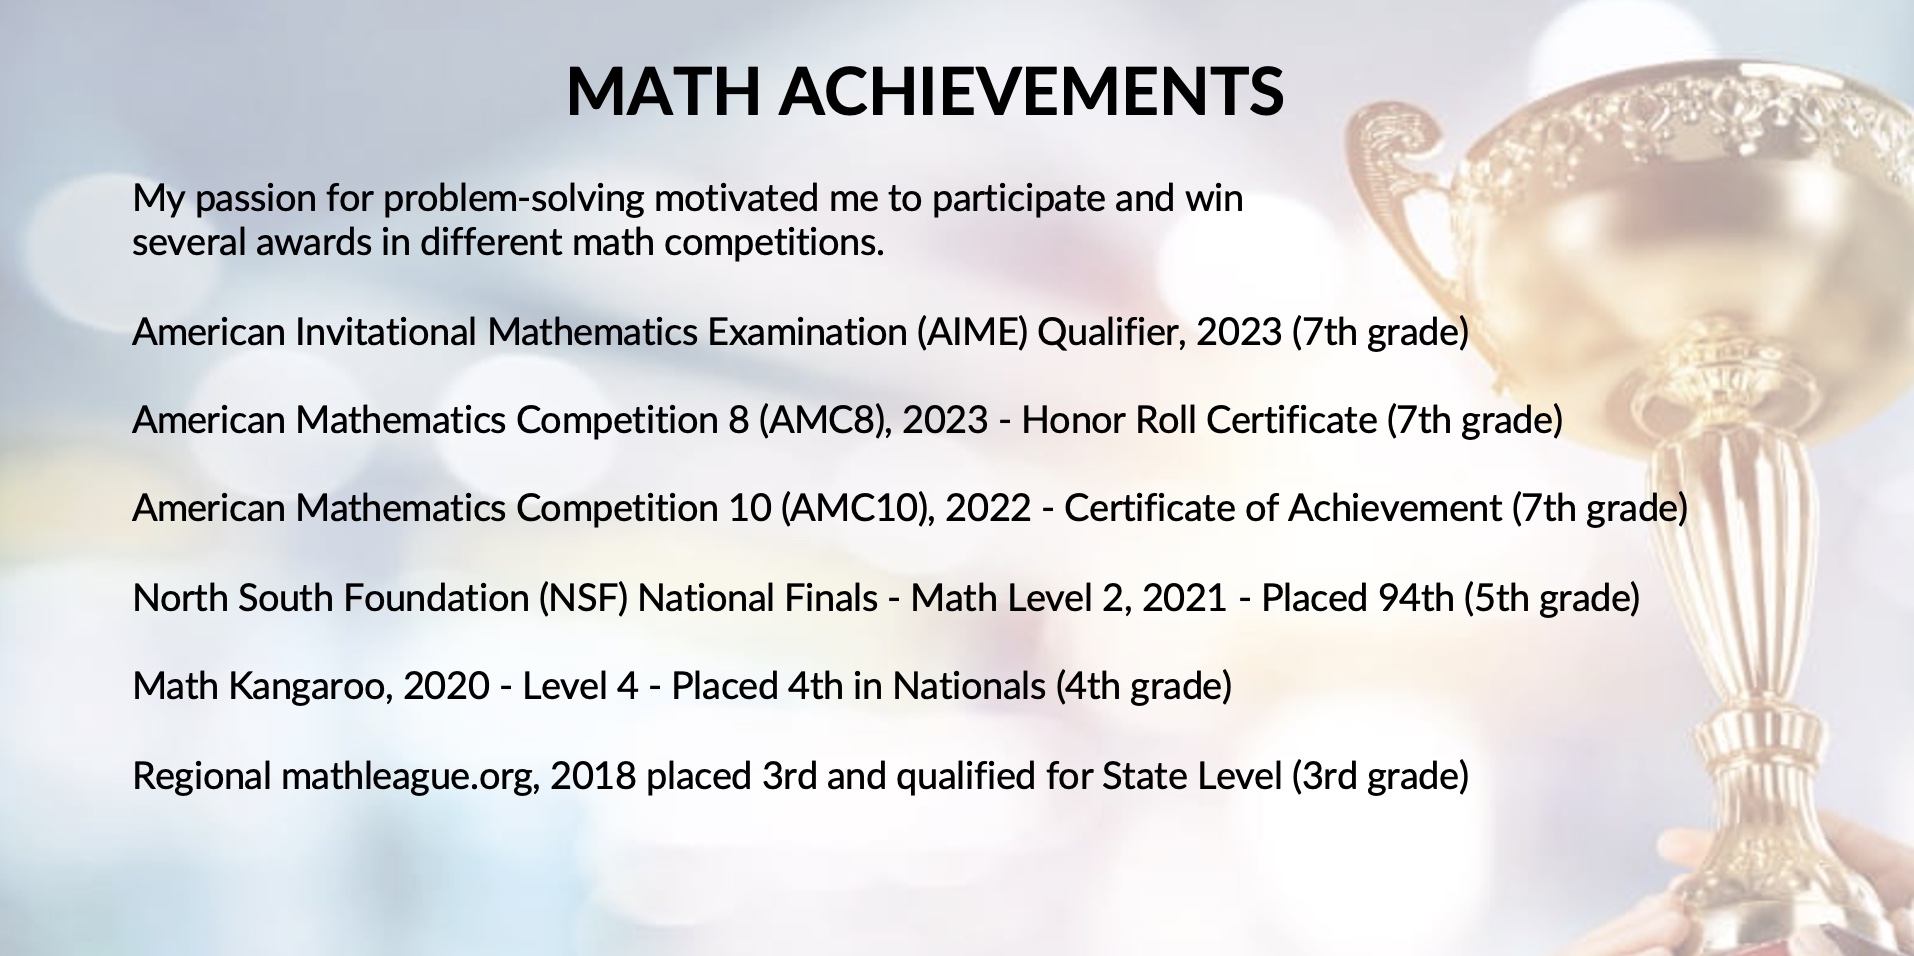 MATH ACHIEVEMENTS
My passion for problem-solving motivated me to participate and win
several awards in different math competitions.
American Invitational Mathematics Examination (AIME) Qualifier, 2023 (7th grade)
American Mathematics Competition 8 (AMC8), 2023 - Honor Roll Certificate (7th grade)
American Mathematics Competition 10 (AMC10), 2022 - Certificate of Achievement (7th grade)
North South Foundation (NSF) National Finals - Math Level 2, 2021 - Placed 94th (5th grade)
Math Kangaroo, 2020 - Level 4 - Placed 4th in Nationals (4th grade)
Regional mathleague.org, 2018 placed 3rd and qualified for State Level (3rd grade)